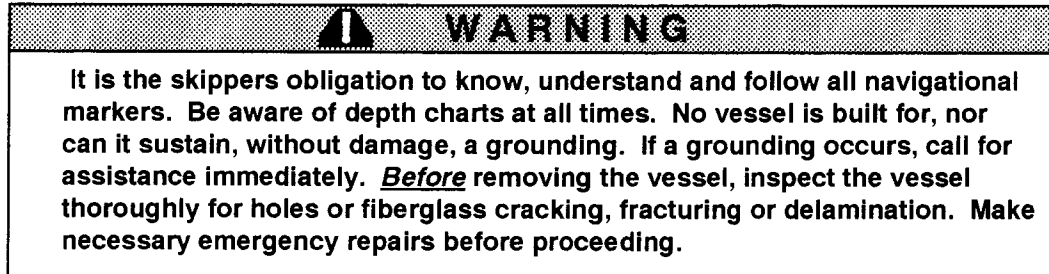 WARNING
It is the skippers obligation to know, understand and follow all navigational
markers. Be aware of depth charts at all times. No vessel is built for, nor
can it sustain, without damage, a grounding. If a grounding occurs, call for
assistance immediately. Before removing the vessel, inspect the vessel
thoroughly for holes or fiberglass cracking, fracturing or delamination. Make
necessary emergency repairs before proceeding.